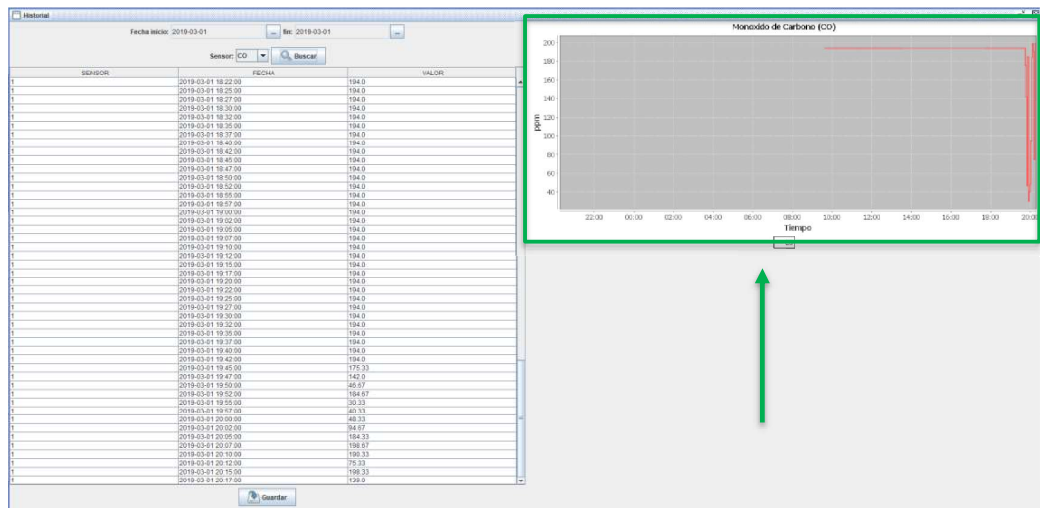 Historial
Fecha inicio: 2019-03-01 ... fin: 2019-03-01 ...
Sensor: CO Buscar
SENSOR FECHA VALOR
1 2019-03-01 18:22:00 194.0
1 2019-03-01 18:25:00 194.0
1 2019-03-01 18:27:00 194.0
1 2019-03-01 18:30:00 194.0
1 2019-03-01 18:32:00 194.0
1 2019-03-01 18:35:00 194.0
1 2019-03-01 18:37:00 194.0
1 2019-03-01 18:40:00 194.0
1 2019-03-01 18:42:00 194.0
1 2019-03-01 18:45:00 194.0
1 2019-03-01 18:47:00 194.0
1 2019-03-01 18:50:00 194.0
1 2019-03-01 18:52:00 194.0
1 2019-03-01 18:55:00 194.0
1 2019-03-01 18:57:00 194.0
1 2019-03-01 19:00:00 194.0
1 2019-03-01 19:02:00 194.0
1 2019-03-01 19:05:00 194.0
1 2019-03-01 19:07:00 194.0
1 2019-03-01 19:10:00 194.0
1 2019-03-01 19:12:00 194.0
1 2019-03-01 19:15:00 194.0
1 2019-03-01 19:17:00 194.0
1 2019-03-01 19:20:00 194.0
1 2019-03-01 19:22:00 194.0
1 2019-03-01 19:25:00 194.0
1 2019-03-01 19:27:00 194.0
1 2019-03-01 19:30:00 194.0
1 2019-03-01 19:32:00 194.0
1 2019-03-01 19:35:00 194.0
1 2019-03-01 19:37:00 194.0
1 2019-03-01 19:40:00 194.0
1 2019-03-01 19:42:00 194.0
1 2019-03-01 19:45:00 175.33
1 2019-03-01 19:47:00 142.0
1 2019-03-01 19:50:00 46.67
1 2019-03-01 19:52:00 184.67
1 2019-03-01 19:55:00 30.33
1 2019-03-01 19:57:00 40.33
1 2019-03-01 20:00:00 48.33
1 2019-03-01 20:02:00 94.67
1 2019-03-01 20:05:00 184.33
1 2019-03-01 20:07:00 198.67
1 2019-03-01 20:10:00 190.33
1 2019-03-01 20:12:00 75.33
1 2019-03-01 20:15:00 198.33
1 2019-03-01 20:17:00 139.0
Guardar
Monoxido de Carbono (CO)
200
180
160
140
120
100
80
60
40
ppm
22:00 00:00 02:00 04:00 06:00 08:00 10:00 12:00 14:00 16:00 18:00 20:00
Tiempo